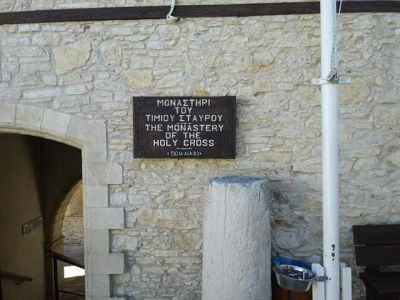 ΜΟΝΑΣΤΗΡΙ
ΤΟΥ
ΤΙΜΙΟΥ ΣΤΑΥΡΟΥ
THE MONASTERY
OF THE
HOLY CROSS